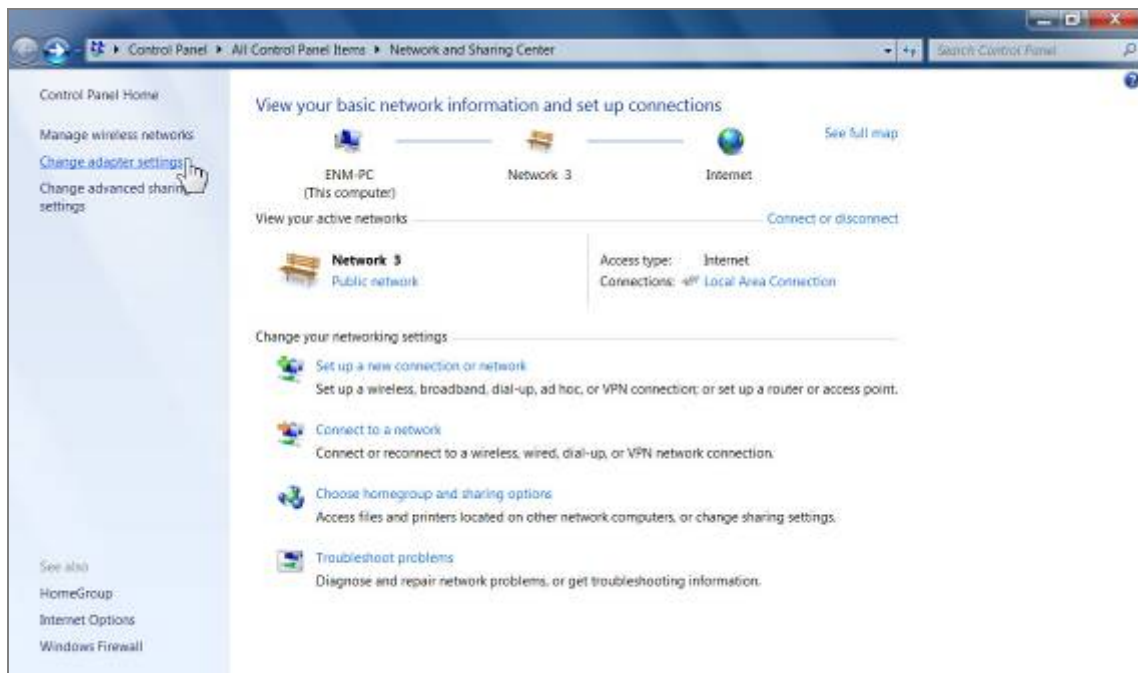 Control Panel ▸ All Control Panel Items ▸ Network and Sharing Center
Search Control Panel
Control Panel Home
Manage wireless networks
Change adapter settings
Change advanced sharing
settings
See also
HomeGroup
Internet Options
Windows Firewall
View your basic network information and set up connections
See full map
ENM-PC
(This computer)
Network 3
Internet
View your active networks
Connect or disconnect
Network 3
Public network
Access type: Internet
Connections: Local Area Connection
Change your networking settings
Set up a new connection or network
Set up a wireless, broadband, dial-up, ad hoc, or VPN connection; or set up a router or access point.
Connect to a network
Connect or reconnect to a wireless, wired, dial-up, or VPN network connection.
Choose homegroup and sharing options
Access files and printers located on other network computers, or change sharing settings.
Troubleshoot problems
Diagnose and repair network problems, or get troubleshooting information.